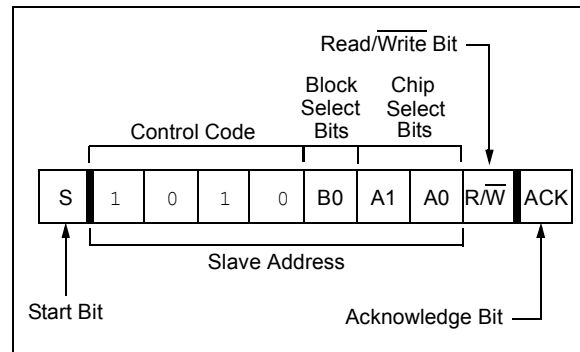 Read/Write Bit
Block Select Bits
Chip Select Bits
Control Code
S 1 0 1 0 B0 A1 A0 R/W ACK
Slave Address
Start Bit
Acknowledge Bit